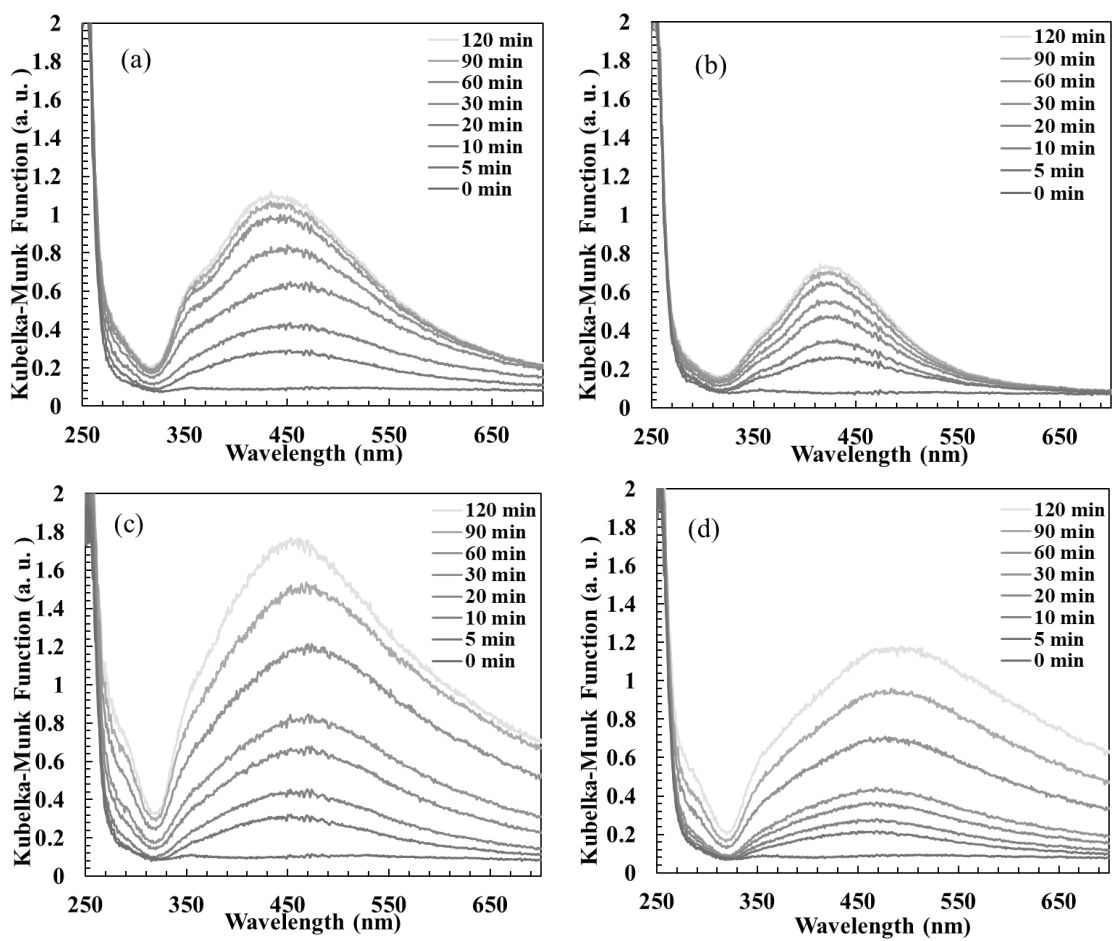 (a)
Kubelka-Munk Function (a. u. )
2
1.8
1.6
1.4
1.2
1
0.8
0.6
0.4
0.2
0
120 min
90 min
60 min
30 min
20 min
10 min
5 min
0 min
250
350
450
550
650
Wavelength (nm)
(b)
Kubelka-Munk Function (a. u. )
2
1.8
1.6
1.4
1.2
1
0.8
0.6
0.4
0.2
0
120 min
90 min
60 min
30 min
20 min
10 min
5 min
0 min
250
350
450
550
650
Wavelength (nm)
(c)
Kubelka-Munk Function (a. u. )
2
1.8
1.6
1.4
1.2
1
0.8
0.6
0.4
0.2
0
120 min
90 min
60 min
30 min
20 min
10 min
5 min
0 min
250
350
450
550
650
Wavelength (nm)
(d)
Kubelka-Munk Function (a. u. )
2
1.8
1.6
1.4
1.2
1
0.8
0.6
0.4
0.2
0
120 min
90 min
60 min
30 min
20 min
10 min
5 min
0 min
250
350
450
550
650
Wavelength (nm)